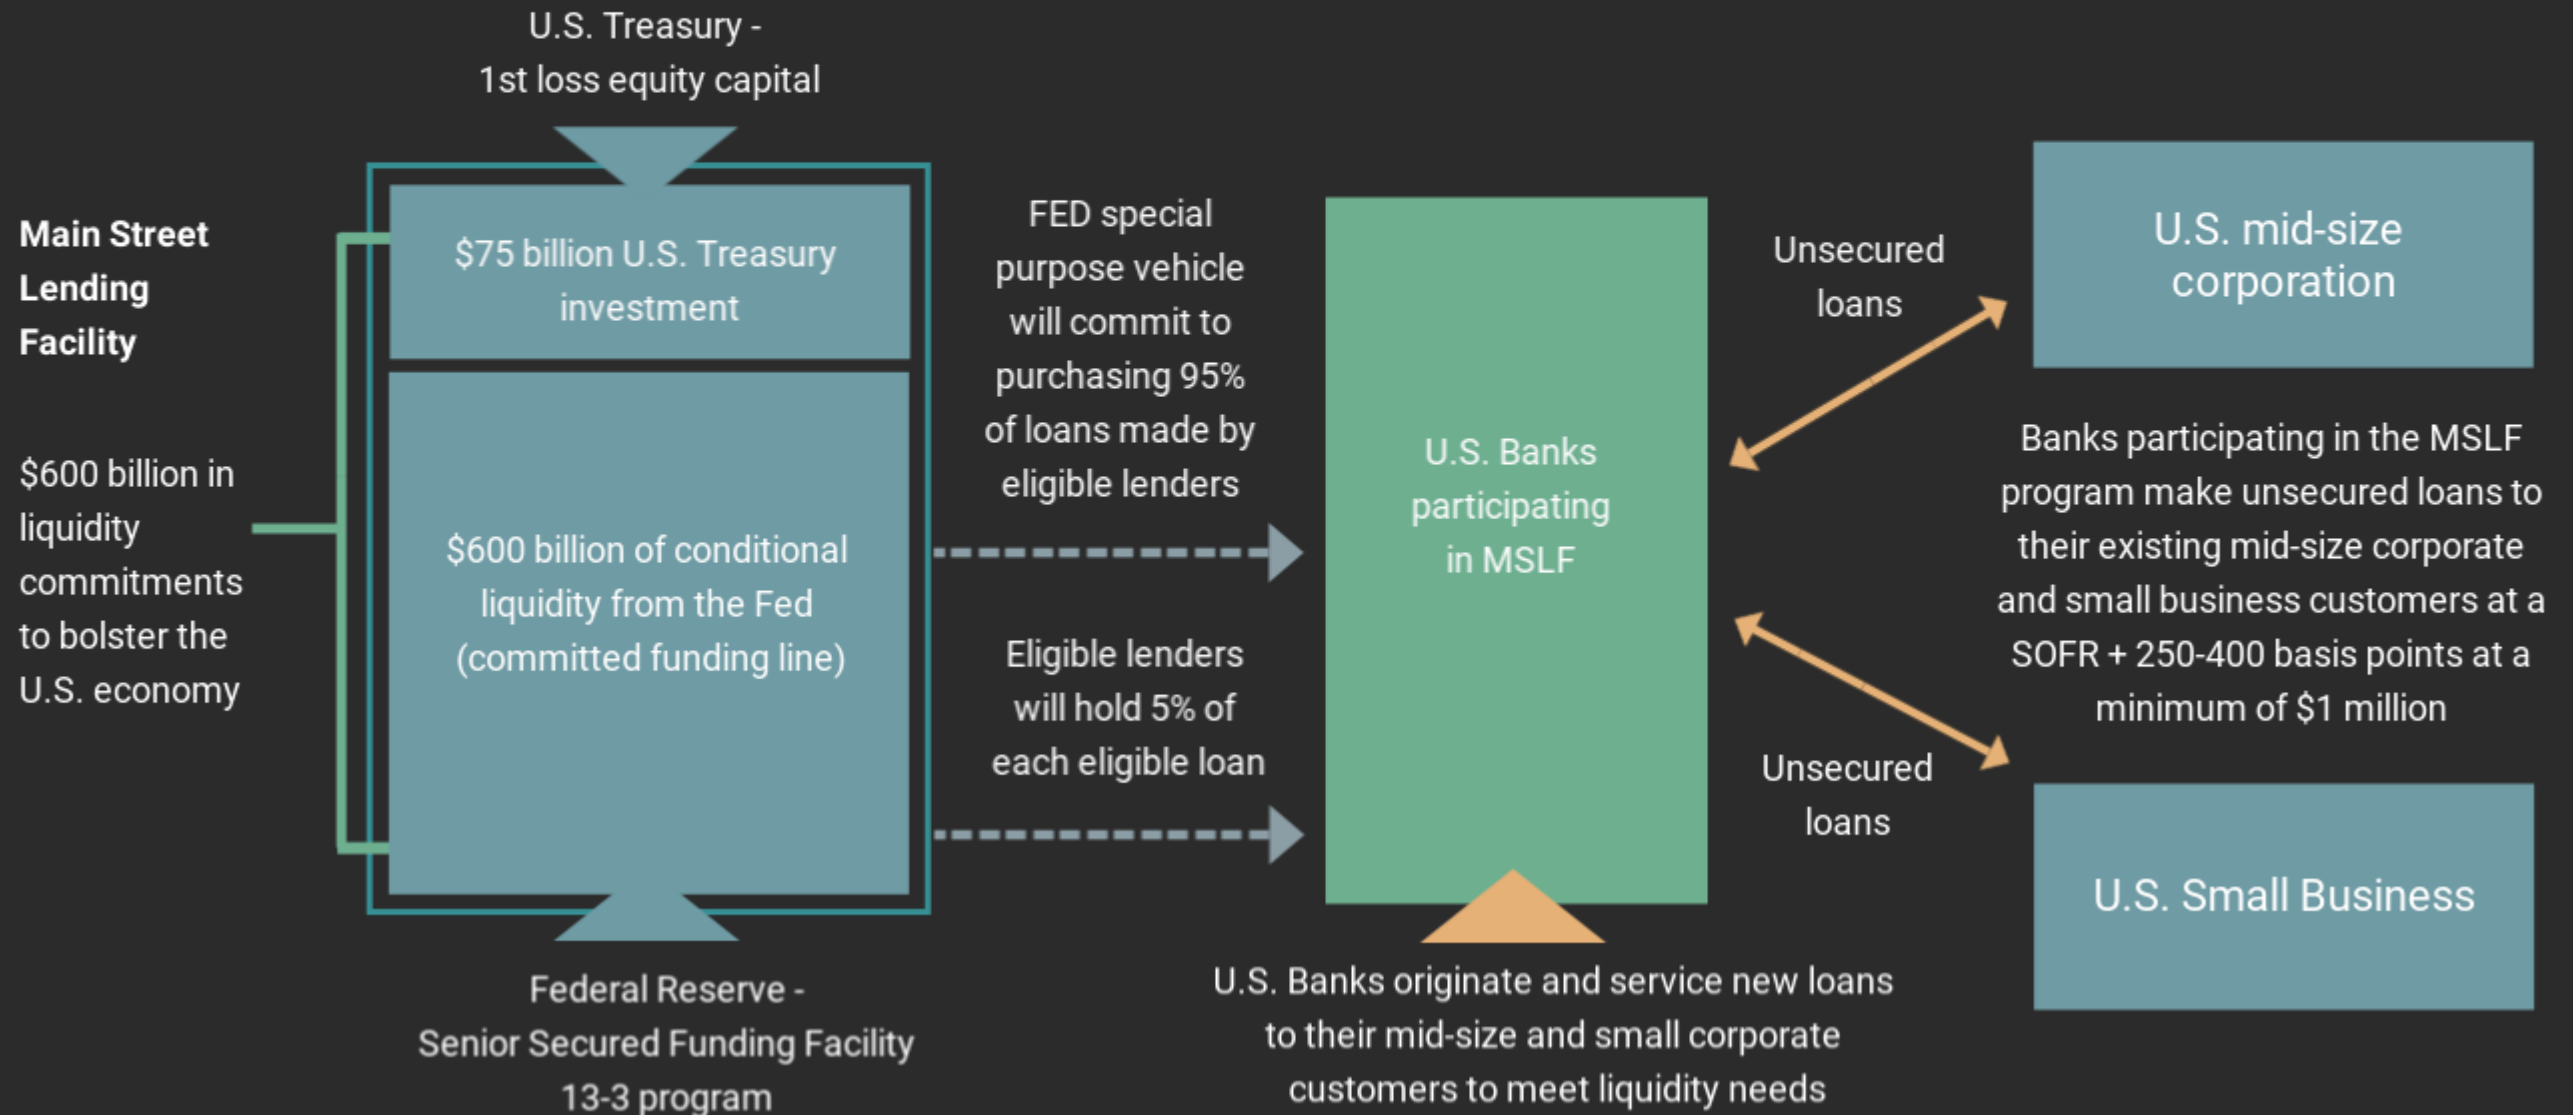 U.S. Treasury -
1st loss equity capital
Main Street
Lending
Facility
$600 billion in
liquidity
commitments
to bolster the
U.S. economy
$75 billion U.S. Treasury
investment
$600 billion of conditional
liquidity from the Fed
(committed funding line)
Federal Reserve -
Senior Secured Funding Facility
13-3 program
FED special
purpose vehicle
will commit to
purchasing 95%
of loans made by
eligible lenders
Eligible lenders
will hold 5% of
each eligible loan
U.S. Banks
participating
in MSLF
U.S. Banks originate and service new loans
to their mid-size and small corporate
customers to meet liquidity needs
Unsecured
loans
Unsecured
loans
U.S. mid-size
corporation
Banks participating in the MSLF
program make unsecured loans to
their existing mid-size corporate
and small business customers at a
SOFR + 250-400 basis points at a
minimum of $1 million
U.S. Small Business